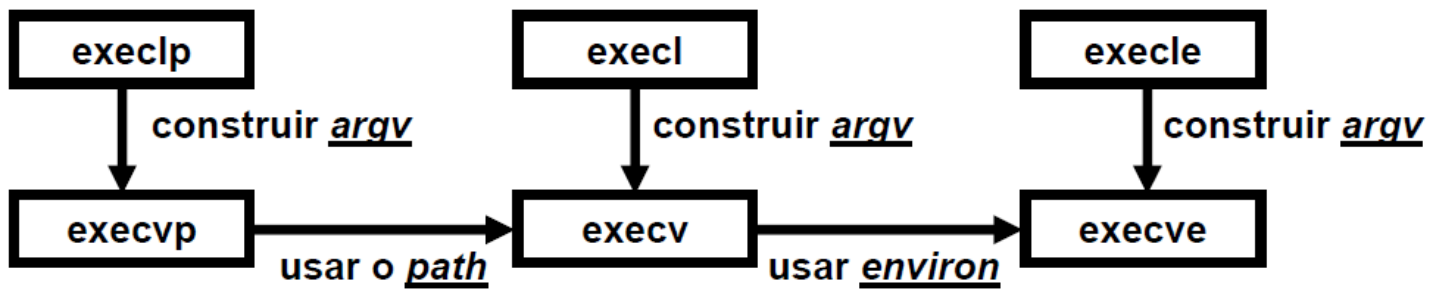 execlp execl execle
construir argv construir argv construir argv
execvp execv execve
usar o path usar environ